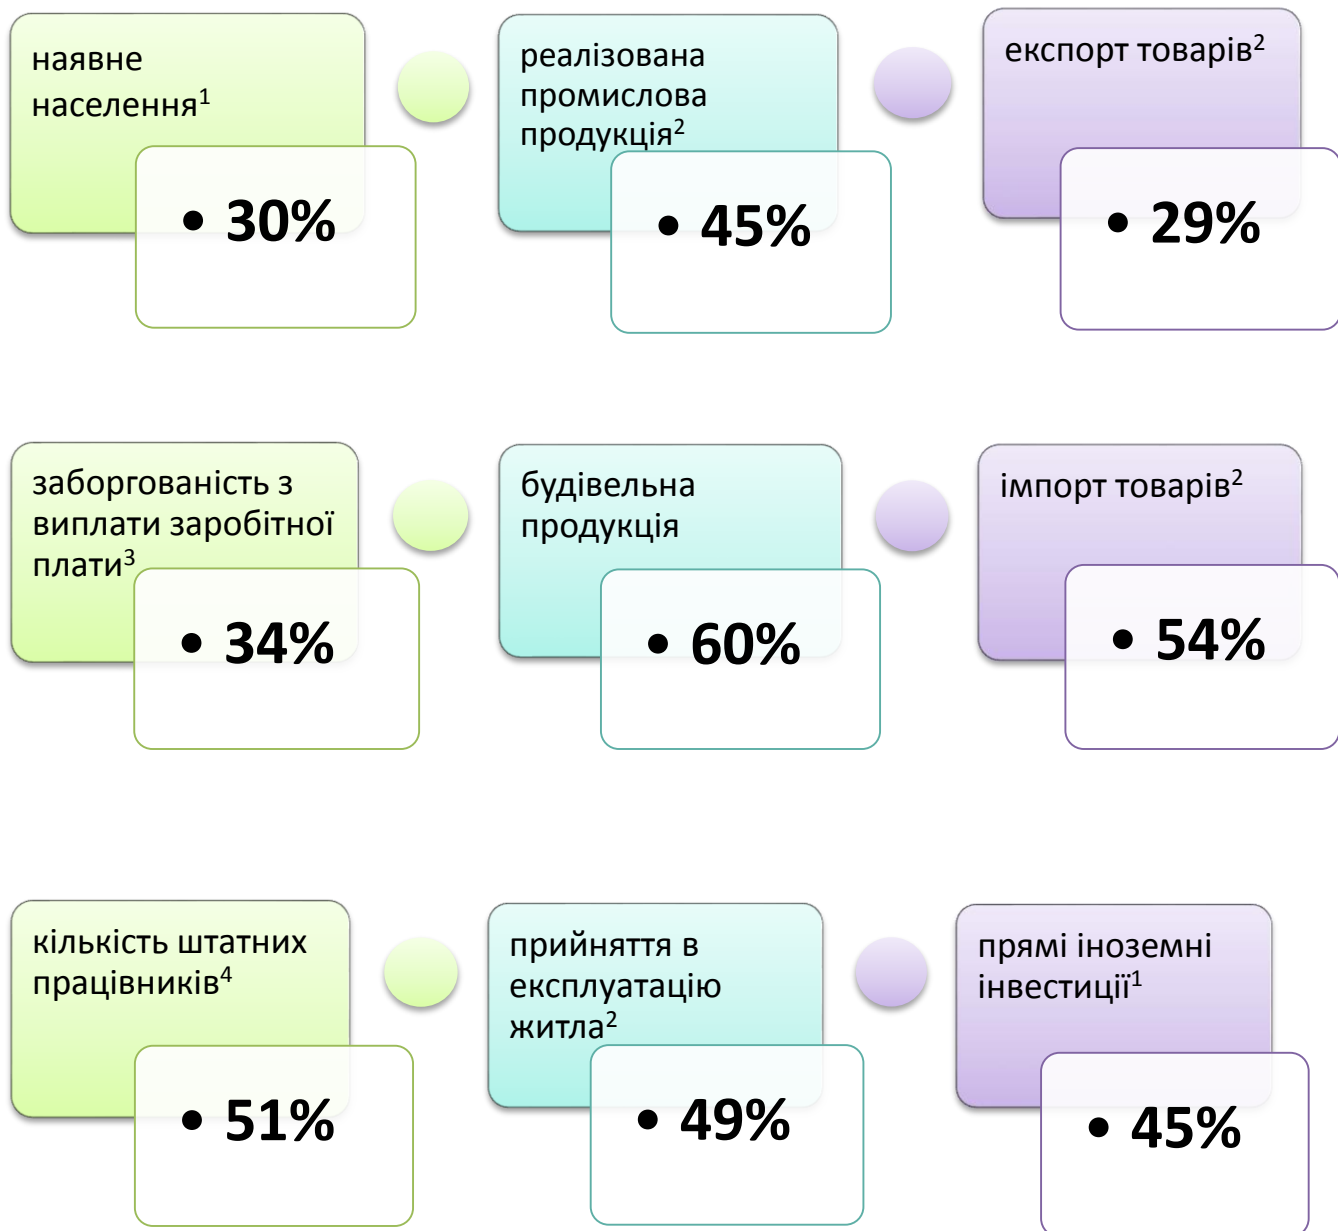 наявне
населення¹
• 30%
реалізована
промислова
продукція²
• 45%
експорт товарів²
• 29%
заборгованість з
виплати заробітної
плати³
• 34%
будівельна
продукція
• 60%
імпорт товарів²
• 54%
кількість штатних
працівників⁴
• 51%
прийняття в
експлуатацію
житла²
• 49%
прямі іноземні
інвестиції¹
• 45%